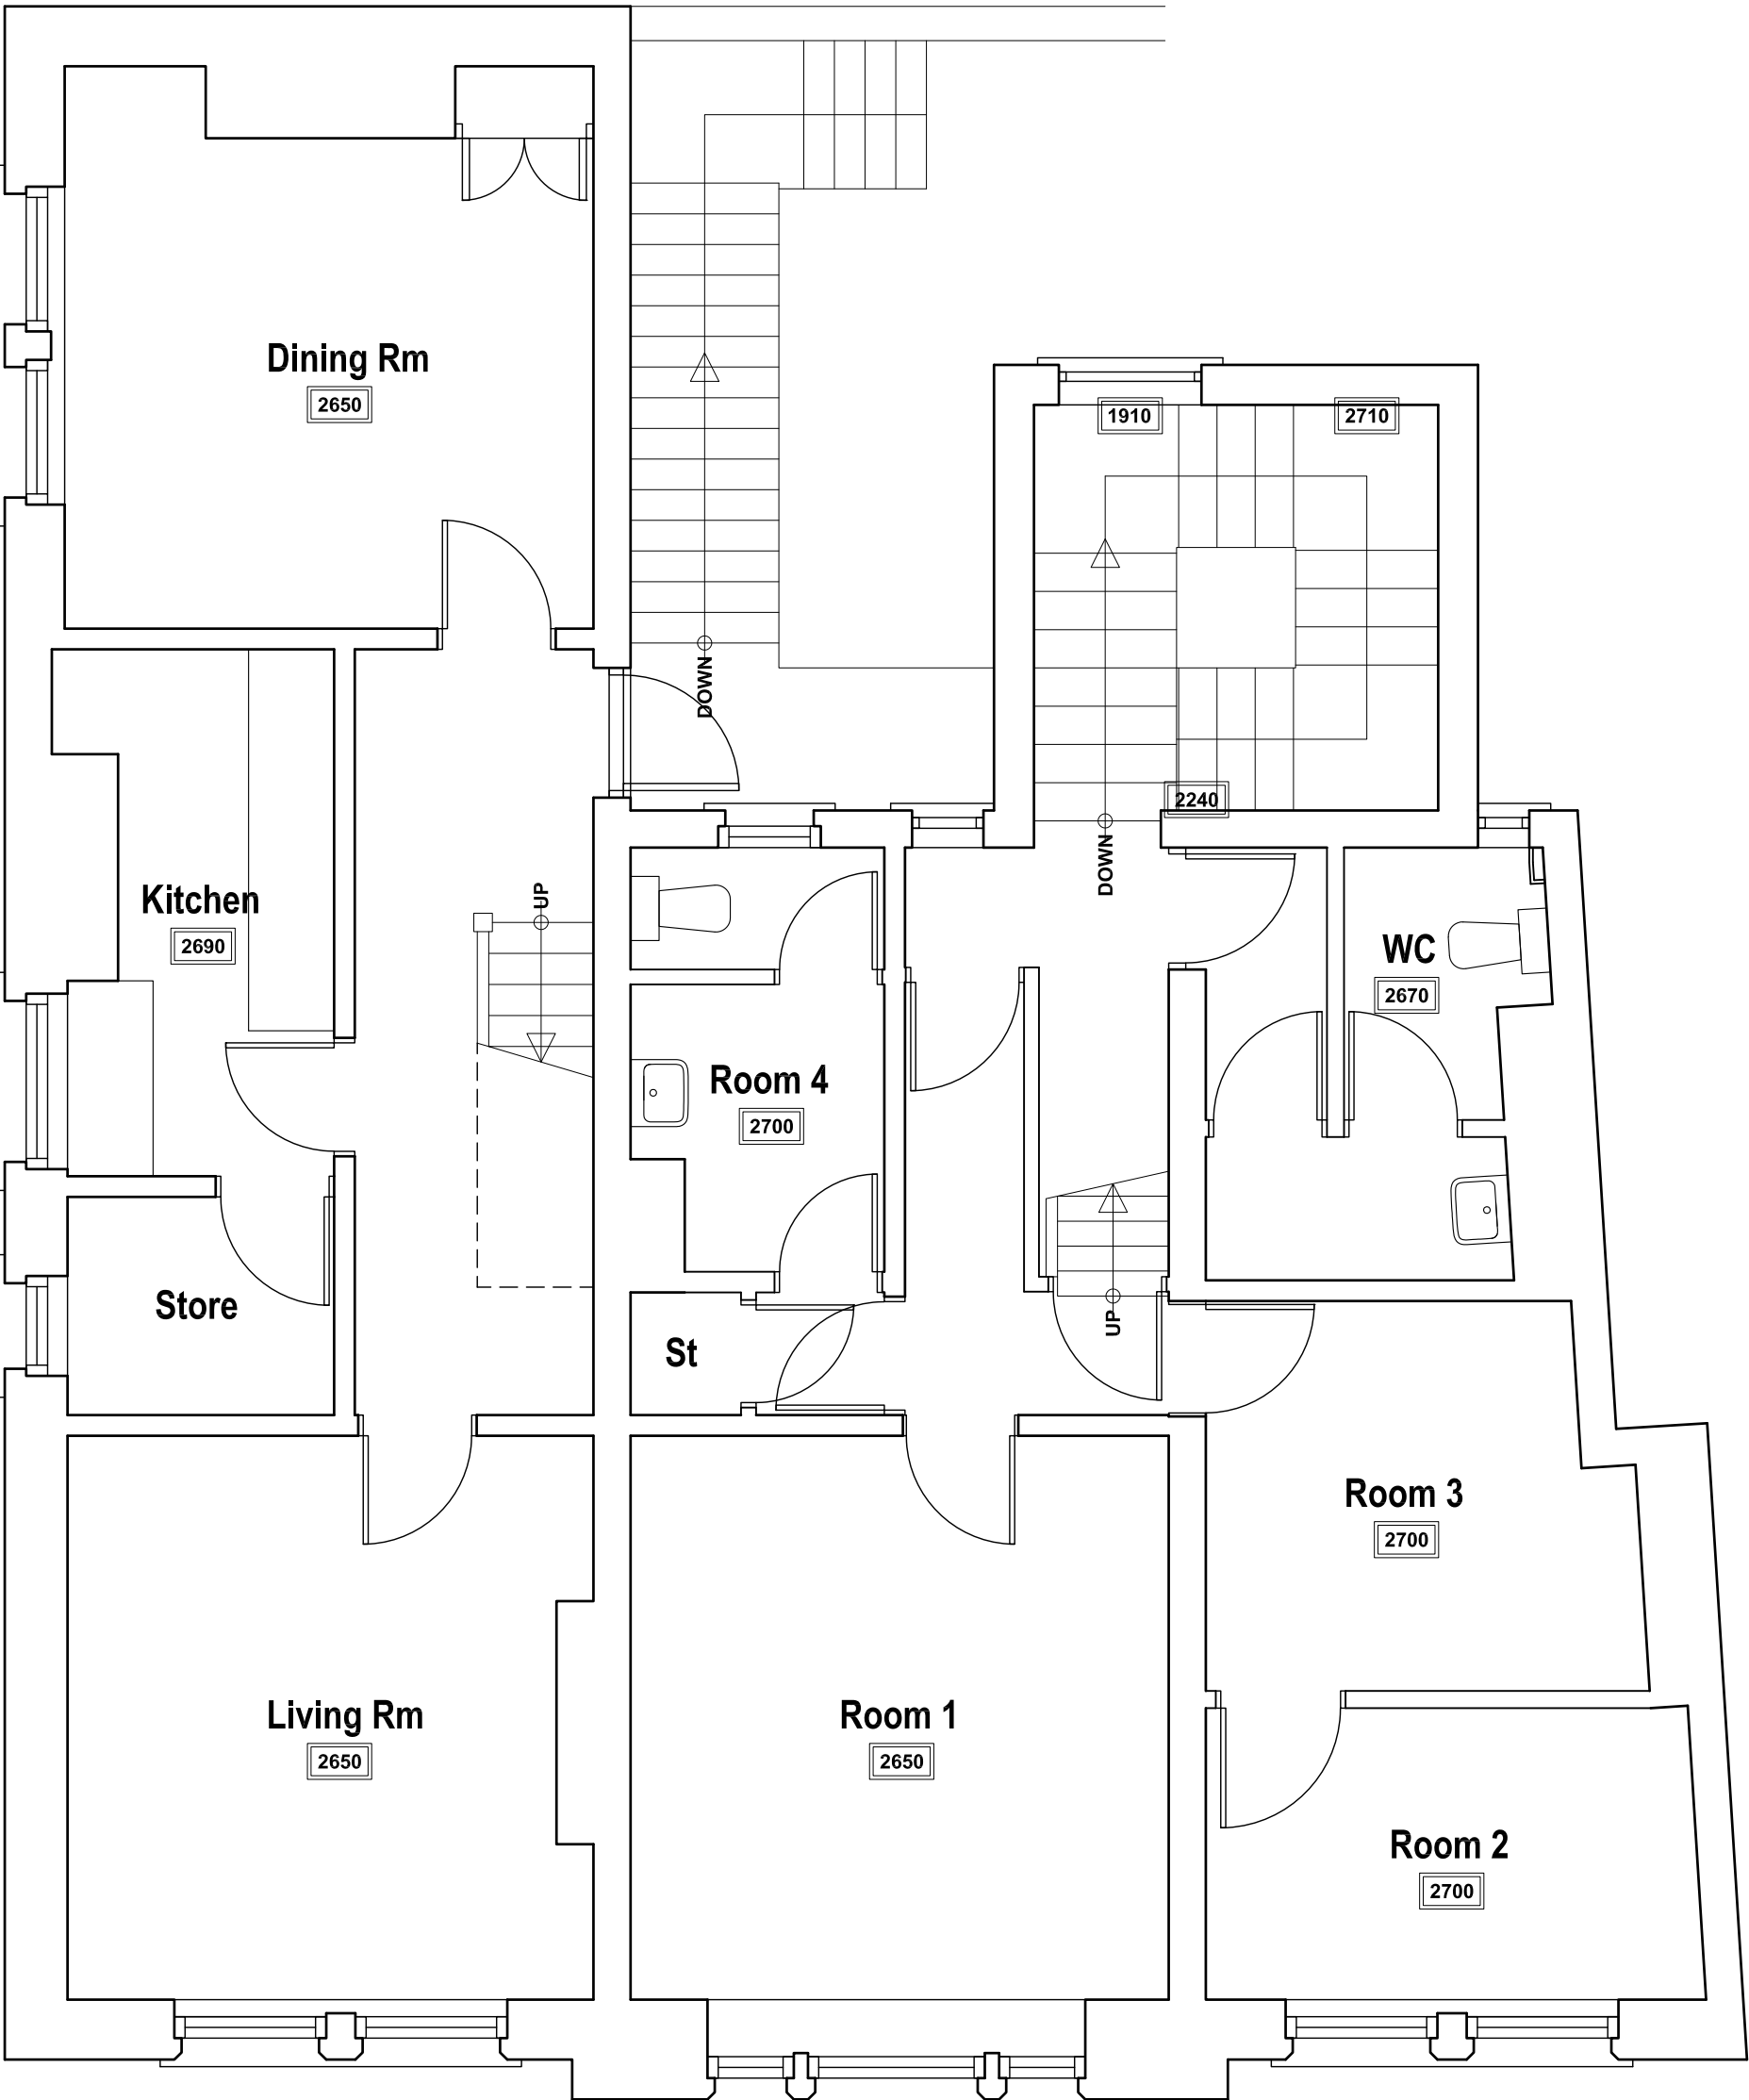 Dining Rm
2650
1910
2710
DOWN
2240
DOWN
Kitchen
2690
UP
WC
2670
Room 4
2700
Store
UP
St
Room 3
2700
Living Rm
2650
Room 1
2650
Room 2
2700